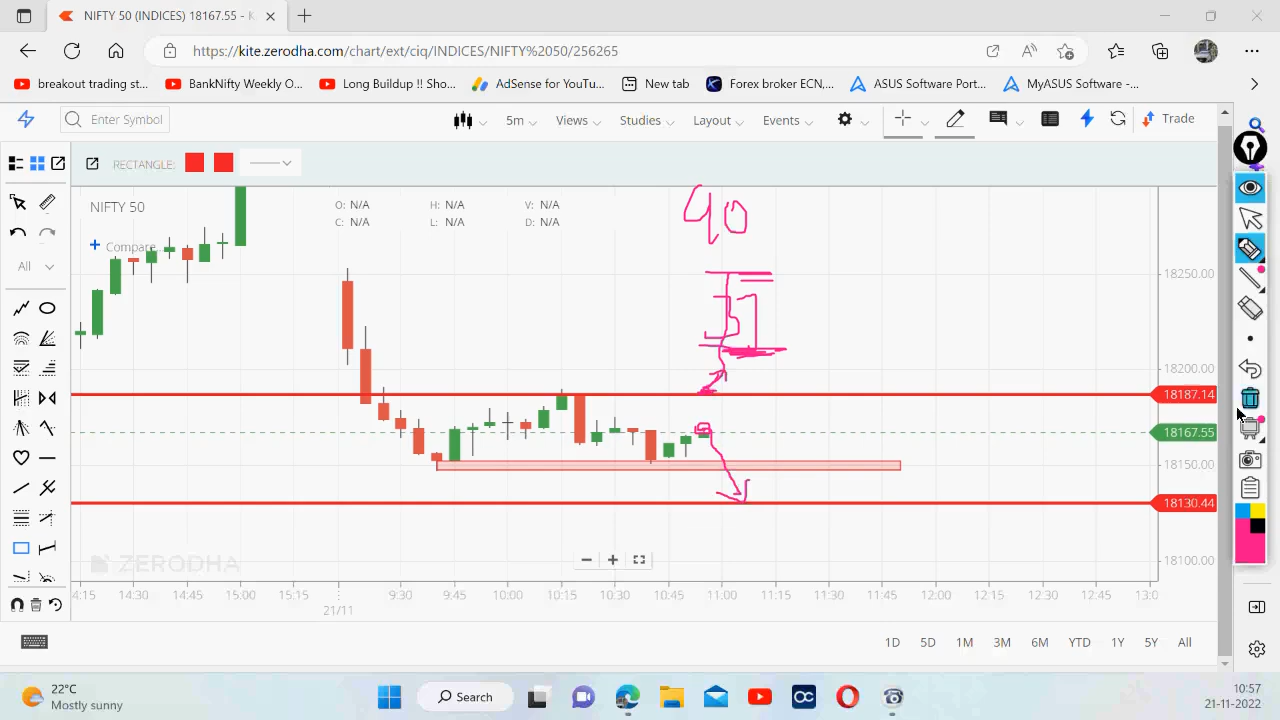 NIFTY 50 (INDICES) 18167.55 - K
https://kite.zerodha.com/chart/ext/ciq/INDICES/NIFTY%2050/256265
breakout trading st...
BankNifty Weekly O...
Long Buildup !! Sho...
AdSense for YouTu...
New tab
Forex broker ECN,...
ASUS Software Port...
MyASUS Software -...
Enter Symbol
5m
Views
Studies
Layout
Events
Trade
RECTANGLE:
NIFTY 50
O: N/A H: N/A V: N/A
C: N/A L: N/A D: N/A
Compare
All
90
37
18250.00
18200.00
18187.14
18167.55
18150.00
18130.44
18100.00
ZERODHA
14:15 14:30 14:45 15:00 15:15 9:30 9:45 10:00 10:15 10:30 10:45 11:00 11:15 11:30 11:45 12:00 12:15 12:30 12:45 13:0
21/11
1D 5D 1M 3M 6M YTD 1Y 5Y All
22°C
Mostly sunny
Search
10:57
21-11-2022